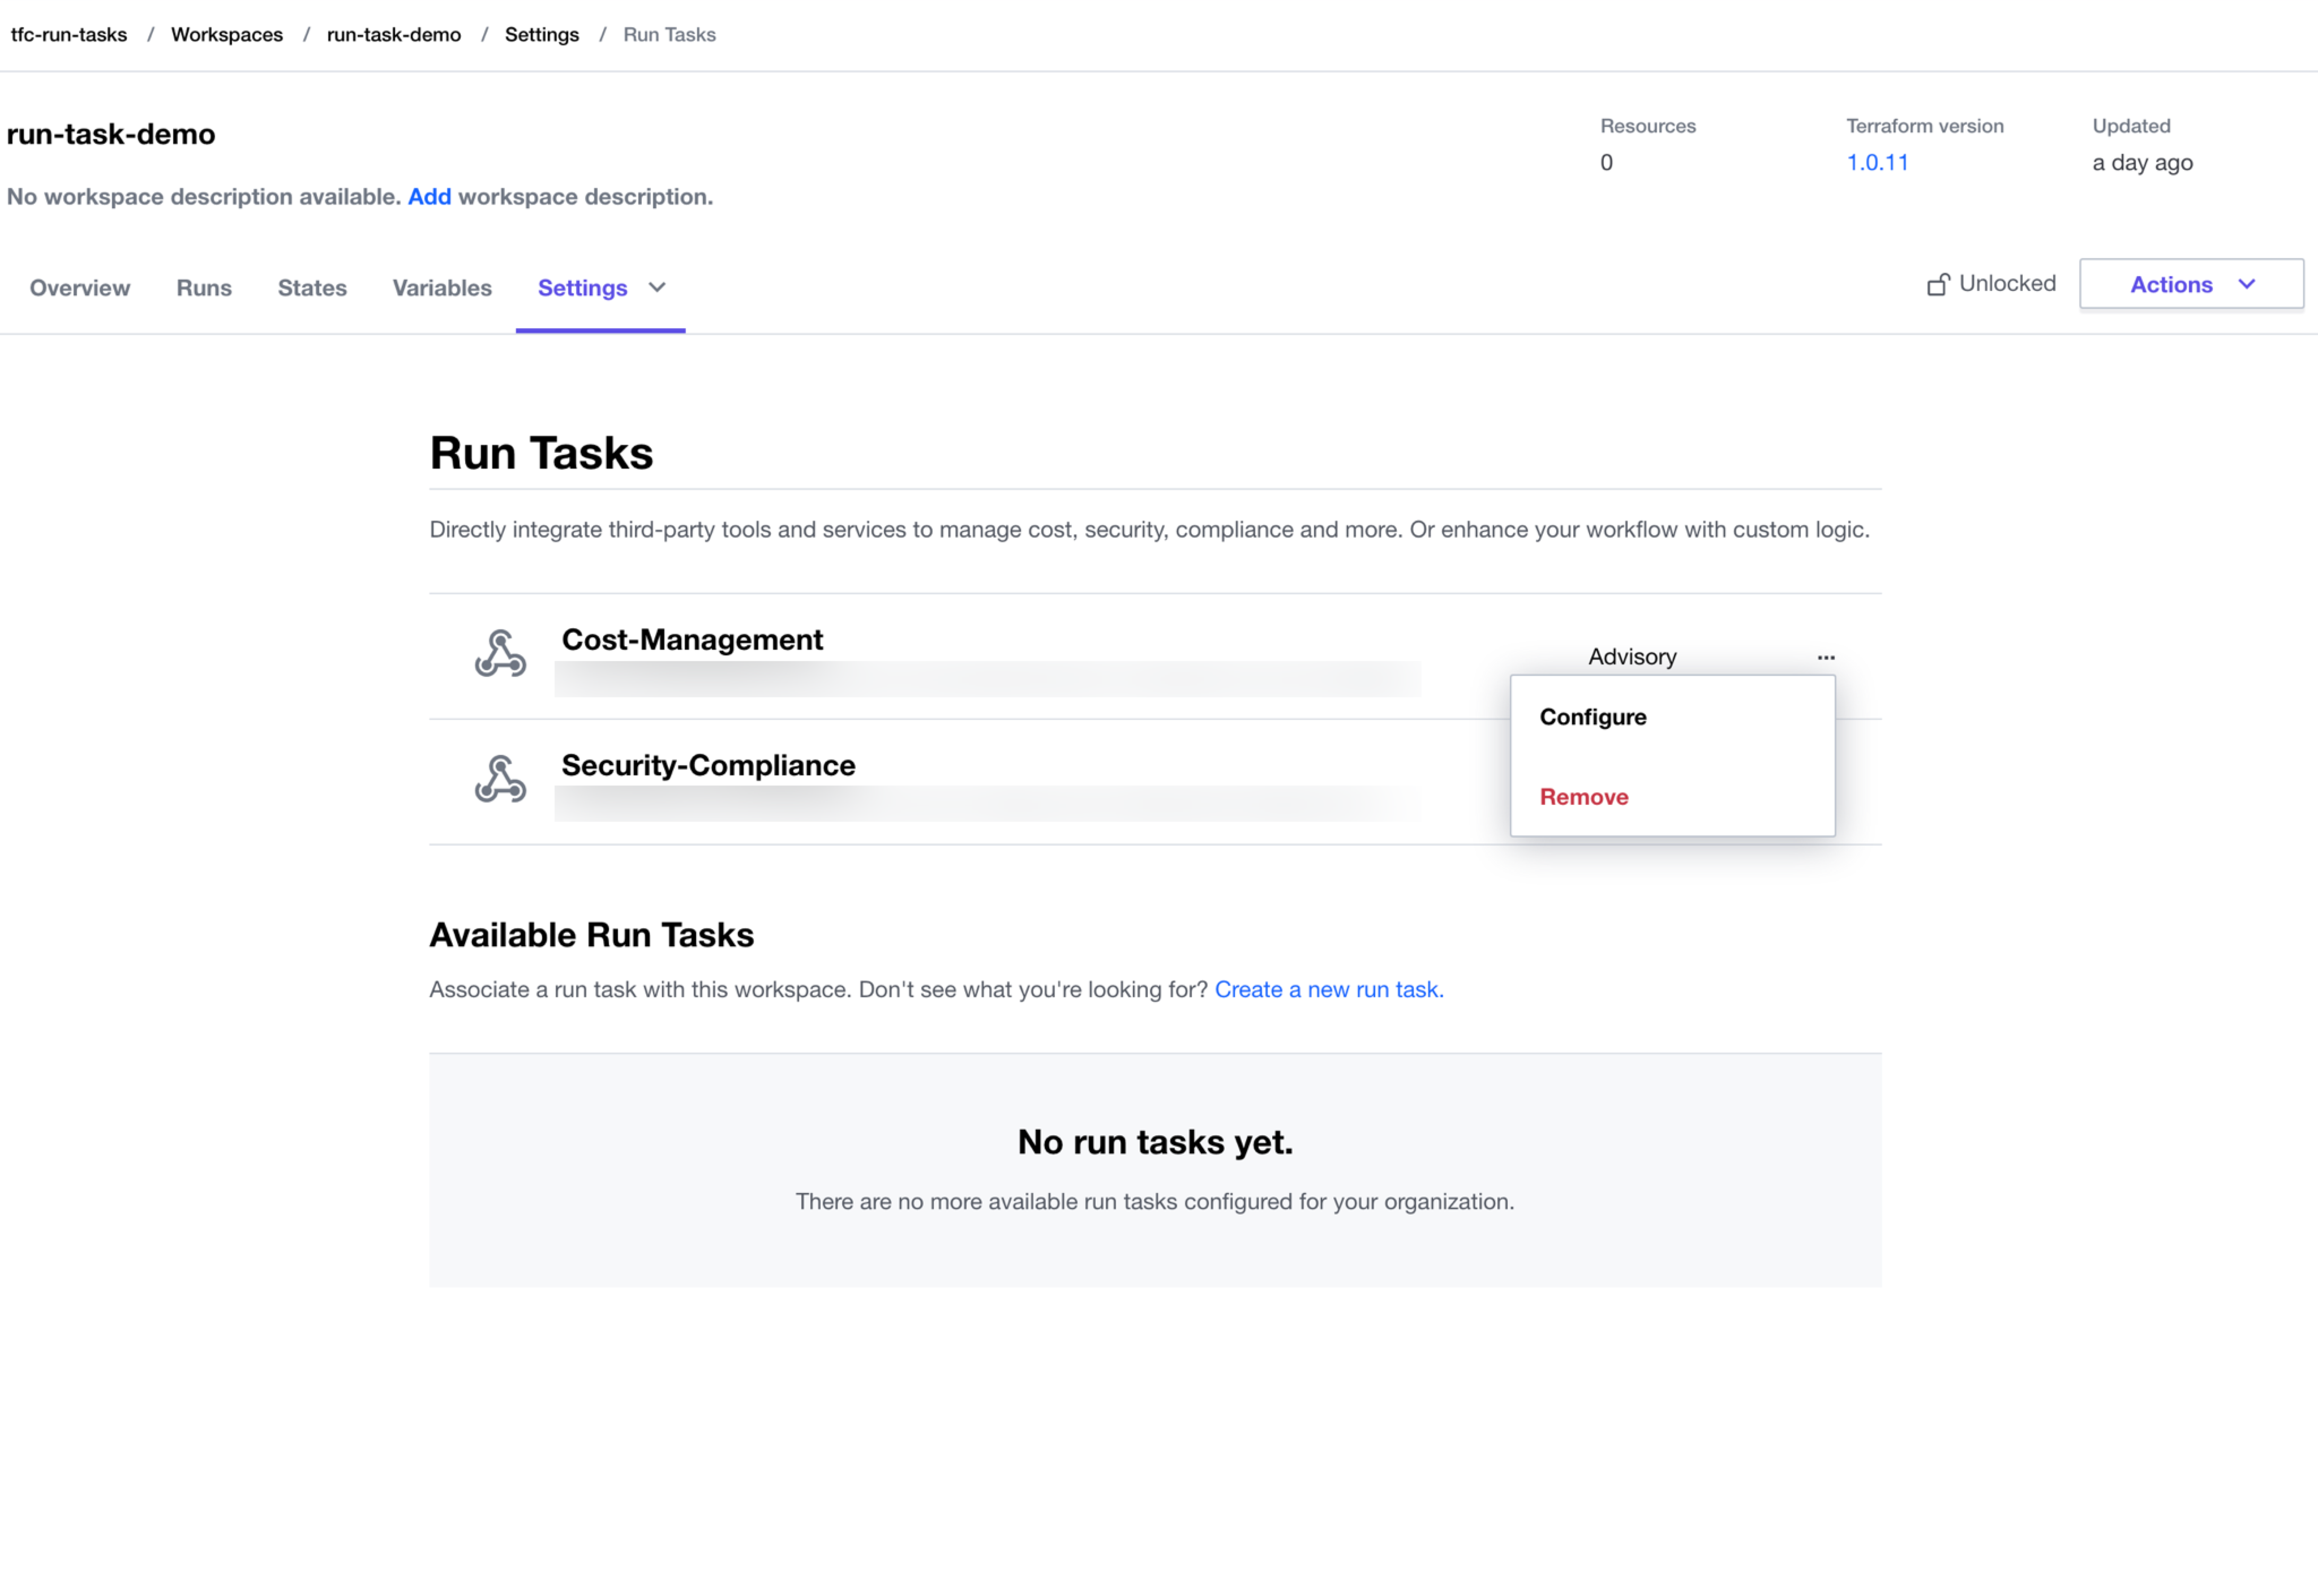 tfc-run-tasks / Workspaces / run-task-demo / Settings / Run Tasks
run-task-demo
Resources
0
Terraform version
1.0.11
Updated
a day ago
No workspace description available. Add workspace description.
Overview Runs States Variables Settings
Unlocked Actions
Run Tasks
Directly integrate third-party tools and services to manage cost, security, compliance and more. Or enhance your workflow with custom logic.
Cost-Management
Advisory ...
Configure
Remove
Security-Compliance
Available Run Tasks
Associate a run task with this workspace. Don't see what you're looking for? Create a new run task.
No run tasks yet.
There are no more available run tasks configured for your organization.